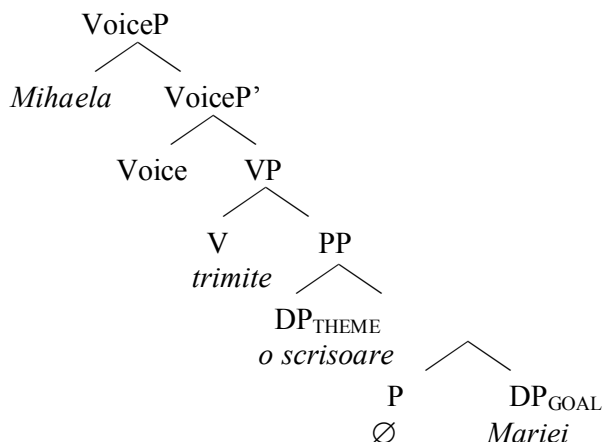 VoiceP
Mihaela VoiceP’
Voice VP
V PP
trimite
DPTHEME
o scrisoare
P DPGOAL
∅ Mariei